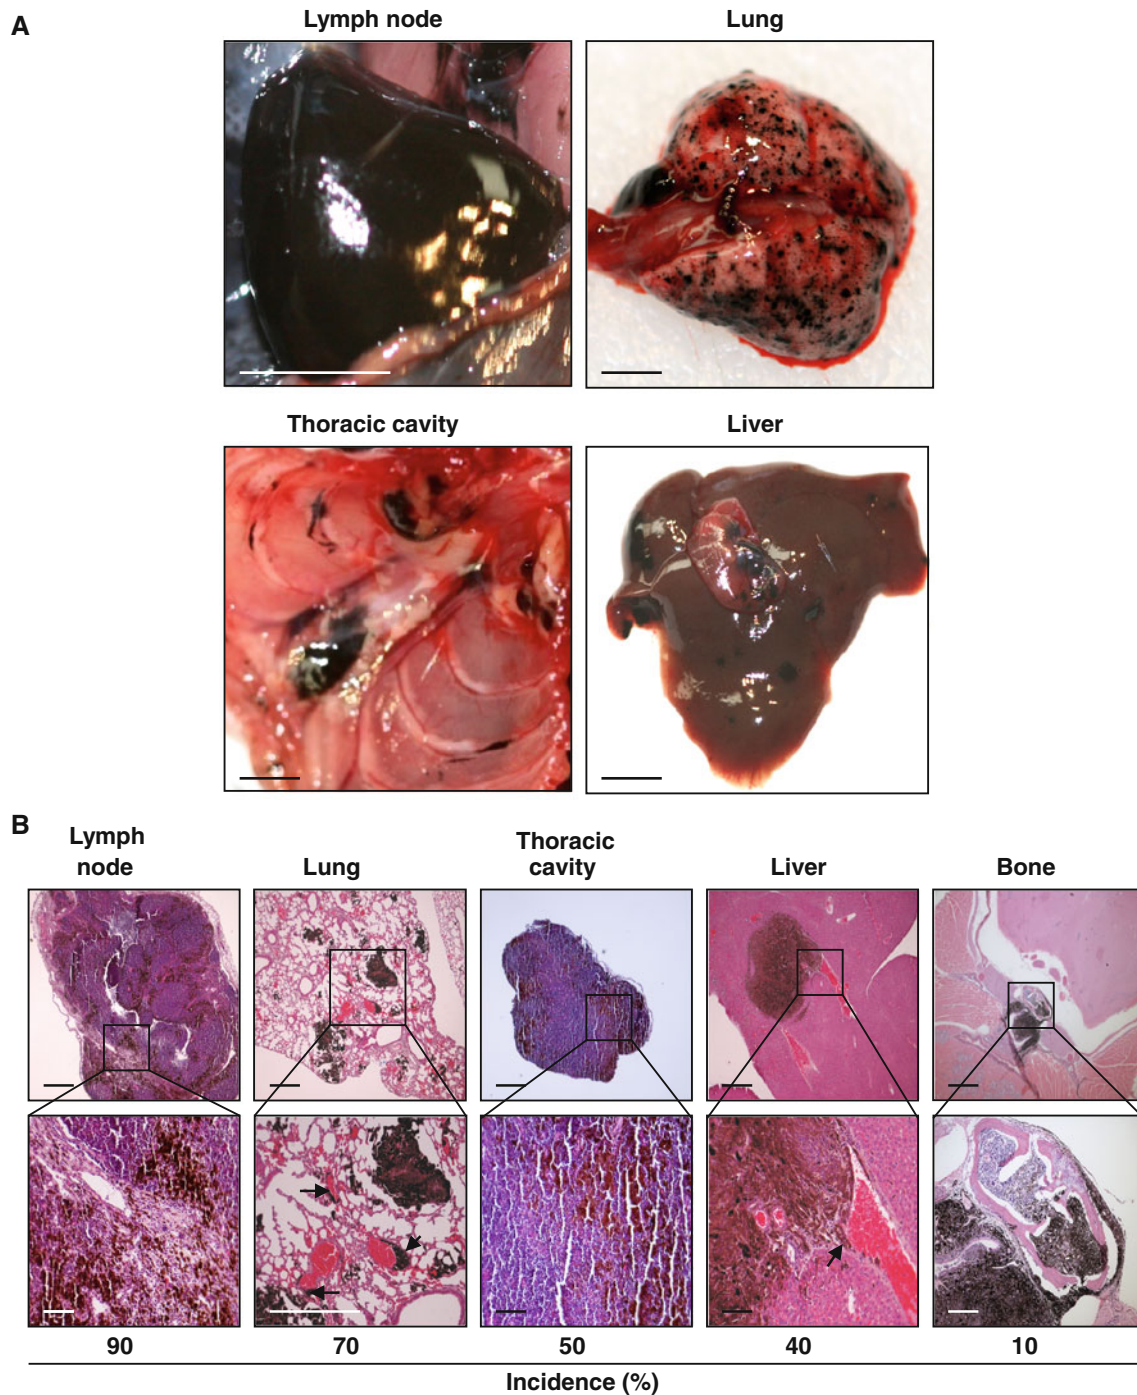 A
Lymph node
Lung
Thoracic cavity
Liver
B
Lymph
node
Lung
Thoracic
cavity
Liver
Bone
90
70
50
40
10
Incidence (%)